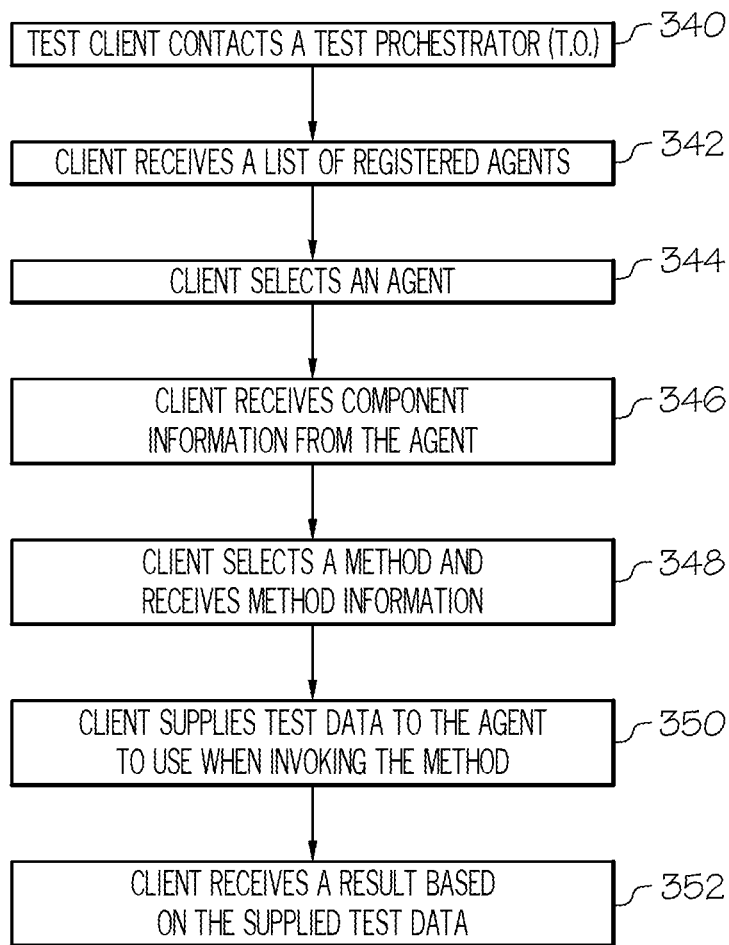 TEST CLIENT CONTACTS A TEST PRCHESTRATOR (T.O.)
340
CLIENT RECEIVES A LIST OF REGISTERED AGENTS
342
CLIENT SELECTS AN AGENT
344
CLIENT RECEIVES COMPONENT
INFORMATION FROM THE AGENT
346
CLIENT SELECTS A METHOD AND
RECEIVES METHOD INFORMATION
348
CLIENT SUPPLIES TEST DATA TO THE AGENT
TO USE WHEN INVOKING THE METHOD
350
CLIENT RECEIVES A RESULT BASED
ON THE SUPPLIED TEST DATA
352